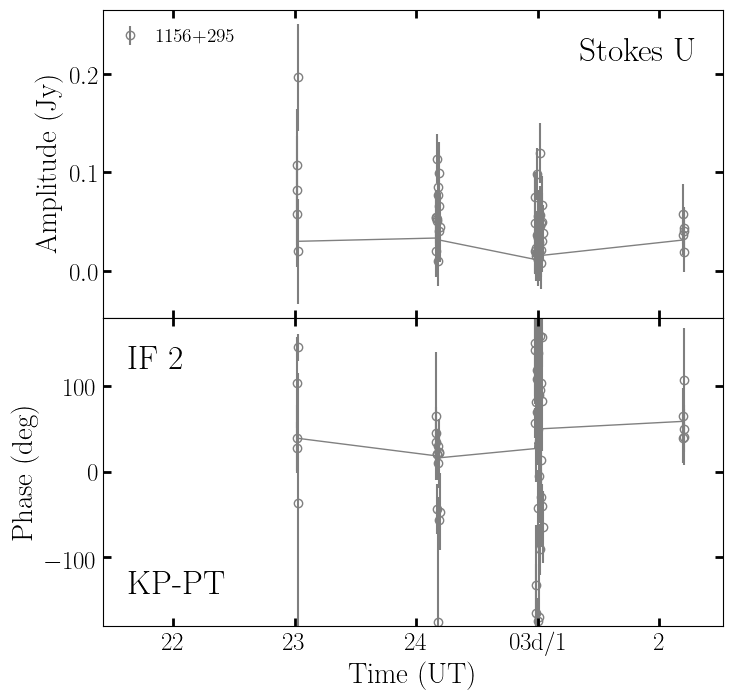 1156+295
Stokes U
0.2
0.1
0.0
Amplitude (Jy)
IF 2
100
0
−100
Phase (deg)
KP-PT
22 23 24 03d/1 2
Time (UT)